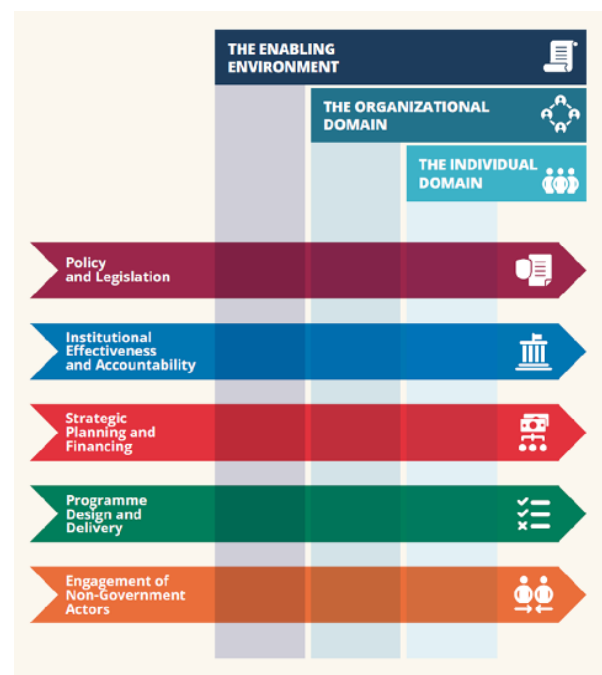 THE ENABLING
ENVIRONMENT
THE ORGANIZATIONAL
DOMAIN
THE INDIVIDUAL
DOMAIN
Policy
and Legislation
Institutional
Effectiveness
and Accountability
Strategic
Planning and
Financing
Programme
Design and
Delivery
Engagement of
Non-Government
Actors